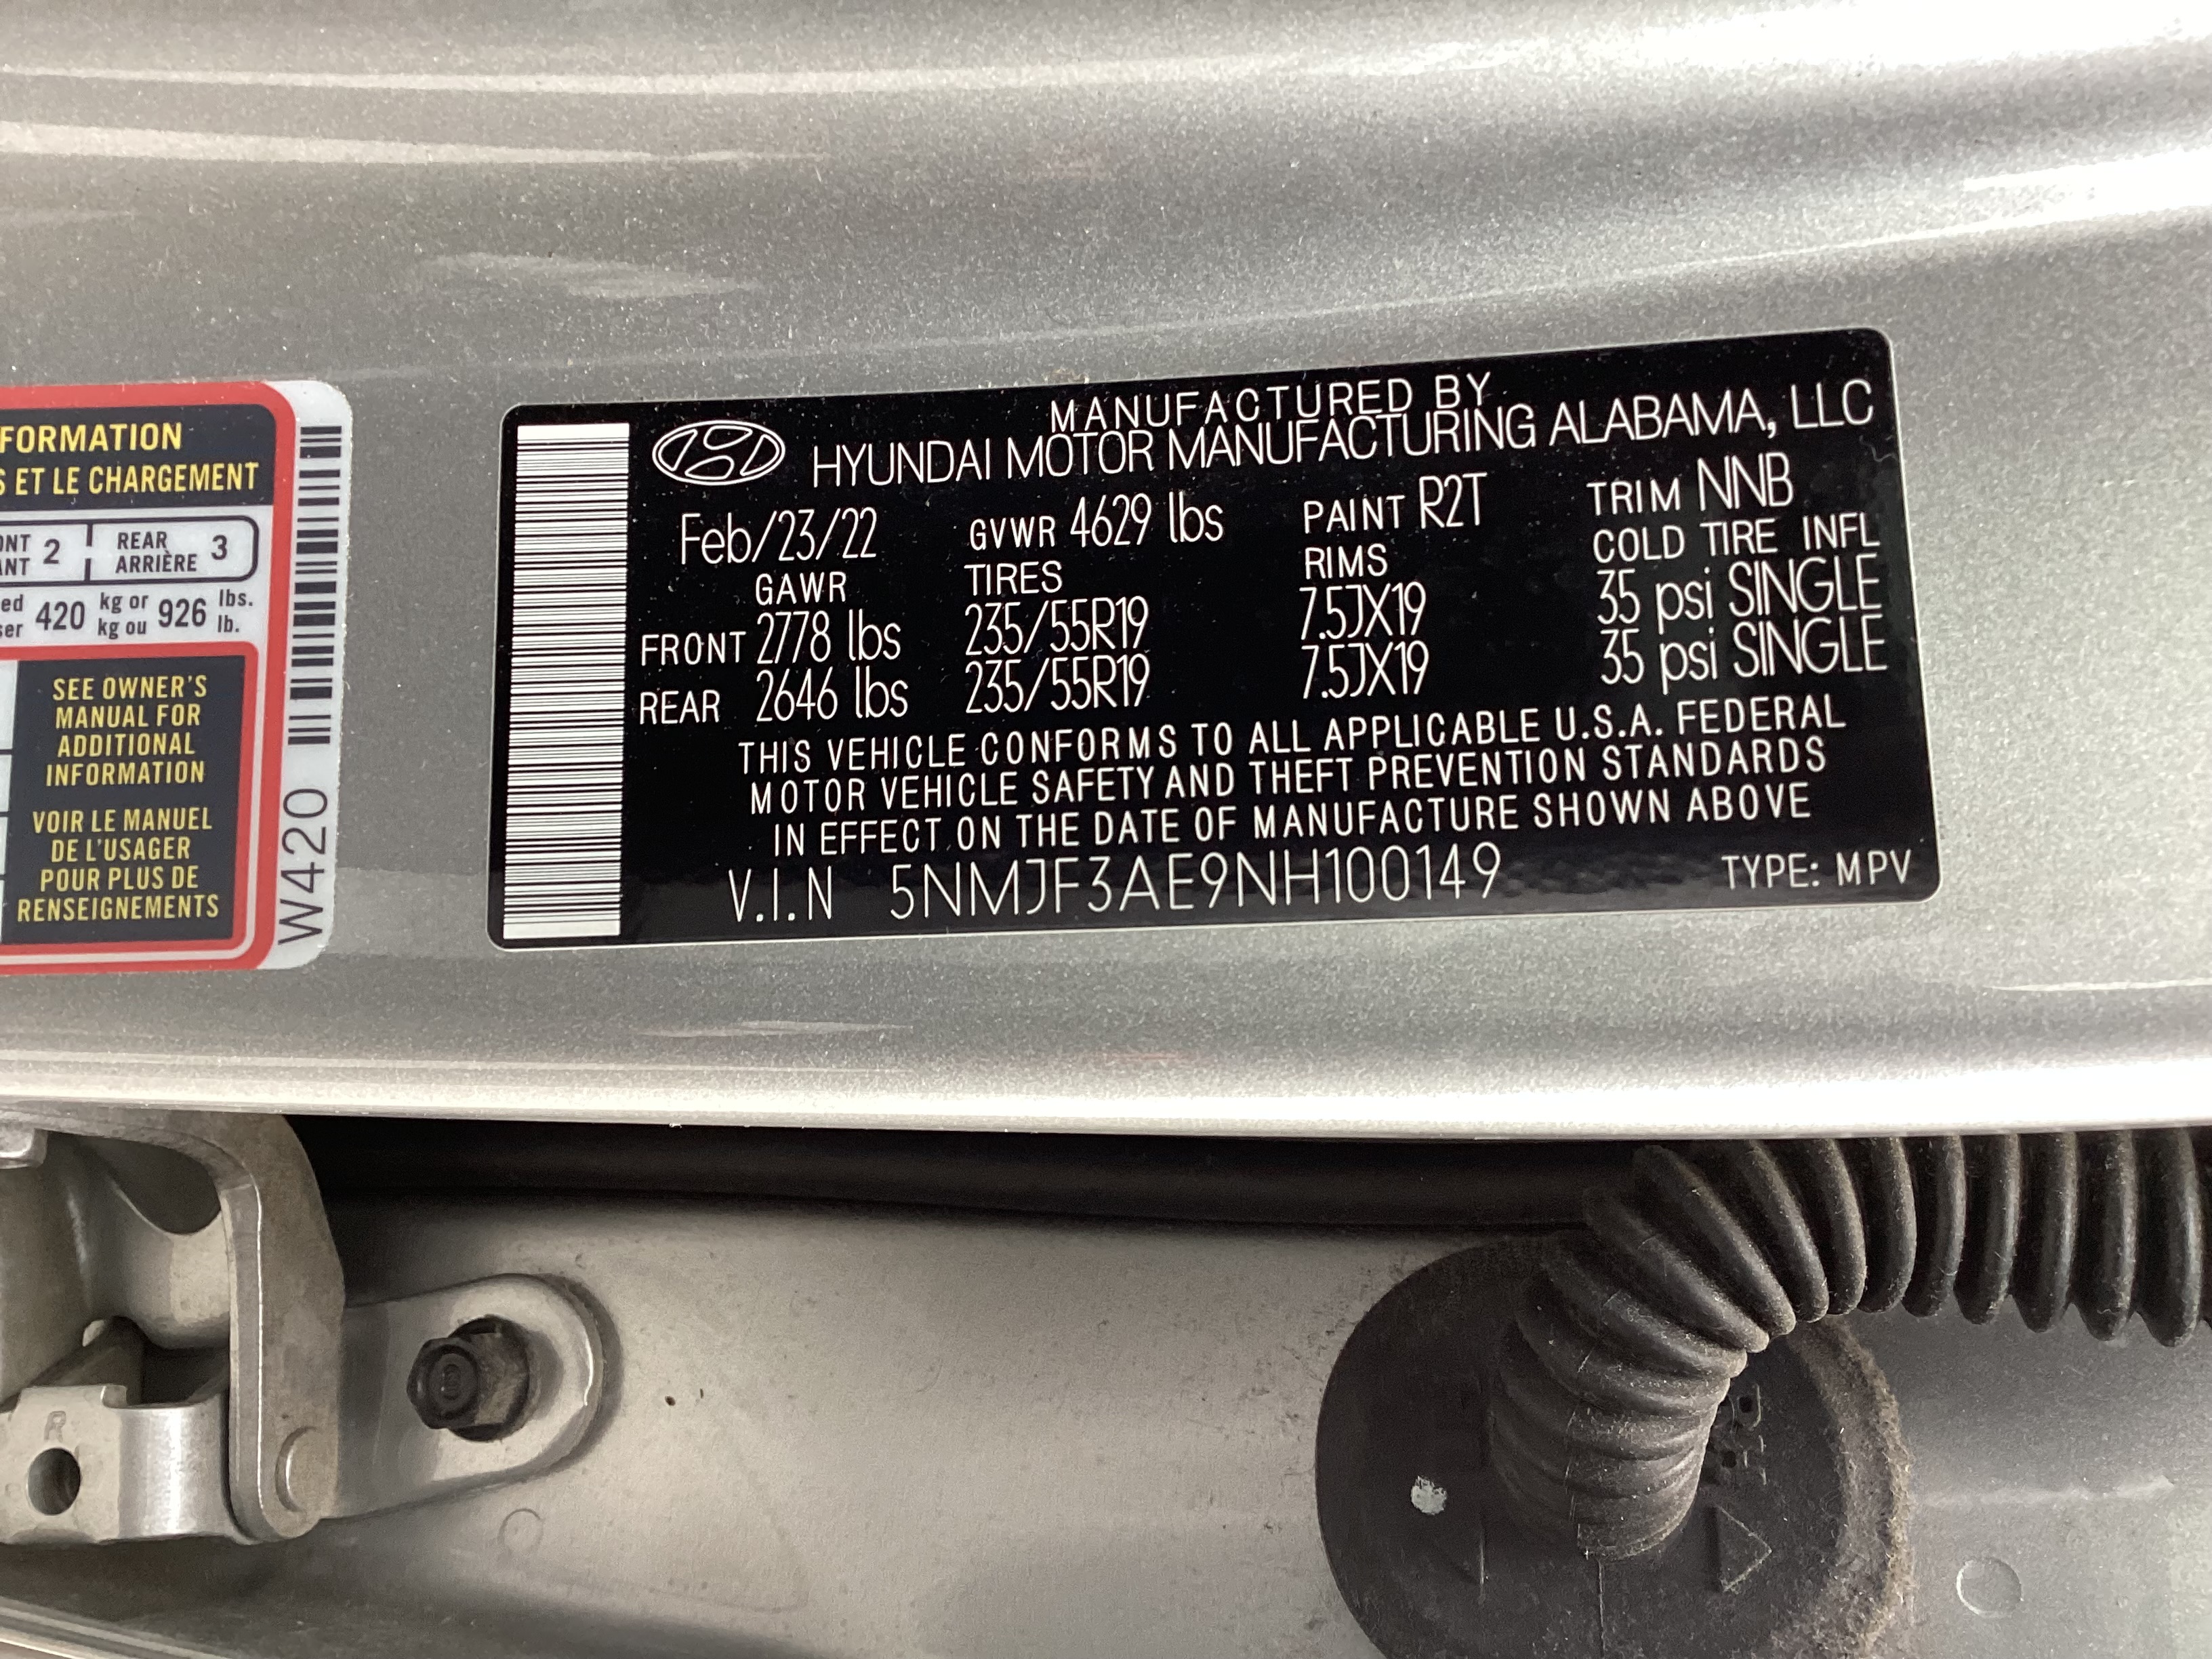 FORMATION
S ET LE CHARGEMENT
ONT 2 REAR 3
ANT ARRIÈRE
ed 420 kg or 926 lbs.
ser kg ou lb.
SEE OWNER'S
MANUAL FOR
ADDITIONAL
INFORMATION
VOIR LE MANUEL
DE L'USAGER
POUR PLUS DE
RENSEIGNEMENTS
W420
MANUFACTURED BY
HYUNDAI MOTOR MANUFACTURING ALABAMA, LLC
Feb/23/22 GVWR 4629 lbs PAINT R2T TRIM NNB
GAWR TIRES RIMS COLD TIRE INFL
FRONT 2778 lbs 235/55R19 7.5JX19 35 psi SINGLE
REAR 2646 lbs 235/55R19 7.5JX19 35 psi SINGLE
THIS VEHICLE CONFORMS TO ALL APPLICABLE U.S.A. FEDERAL
MOTOR VEHICLE SAFETY AND THEFT PREVENTION STANDARDS
IN EFFECT ON THE DATE OF MANUFACTURE SHOWN ABOVE
V.I.N 5NMJF3AE9NH100149 TYPE: MPV
R